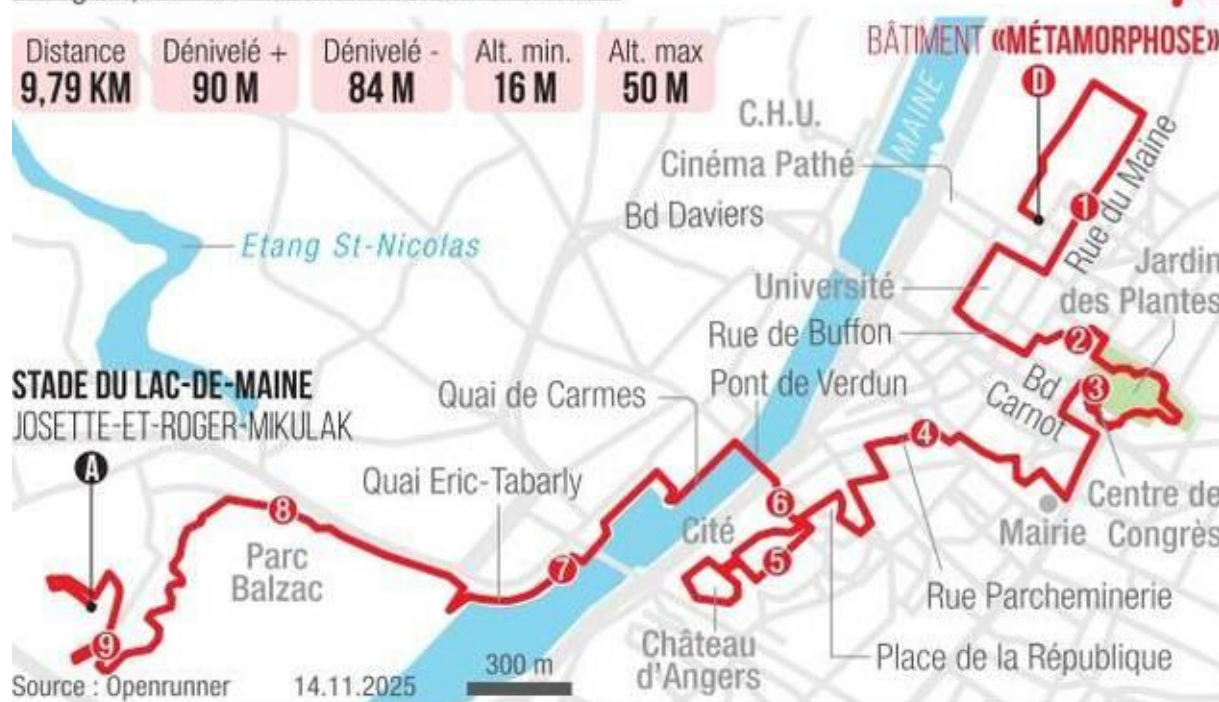 Distance
9,79 KM
Dénivelé +
90 M
Dénivelé -
84 M
Alt. min.
16 M
Alt. max
50 M
BÂTIMENT «MÉTAMORPHOSE»
D
MAINE
C.H.U.
Cinéma Pathé
Bd Daviers
1
Rue du Maine
Etang St-Nicolas
Université
Jardin
des Plantes
Rue de Buffon
2
STADE DU LAC-DE-MAINE
JOSETTE-ET-ROGER-MIKULAK
Quai de Carmes
Pont de Verdun
Bd
Carnot
3
4
A
Quai Eric-Tabarly
8
6
Cité
Mairie
Centre de
Congrès
Parc
Balzac
7
5
Rue Parcheminerie
9
Château
d'Angers
Place de la République
Source : Openrunner
14.11.2025
300 m